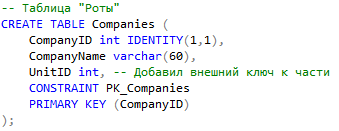 -- Таблица "Роты"
CREATE TABLE Companies (
    CompanyID int IDENTITY(1,1),
    CompanyName varchar(60),
    UnitID int, -- Добавил внешний ключ к части
    CONSTRAINT PK_Companies
    PRIMARY KEY (CompanyID)
);